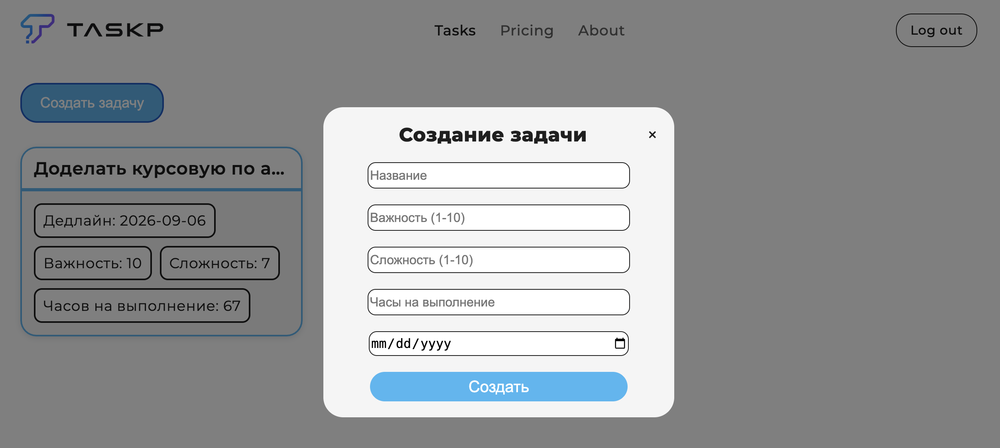 TASKP
Tasks
Pricing
About
Log out
Создать задачу
Доделать курсовую по а...
Дедлайн: 2026-09-06
Важность: 10
Сложность: 7
Часов на выполнение: 67
Создание задачи
×
Название
Важность (1-10)
Сложность (1-10)
Часы на выполнение
mm/dd/yyyy
Создать